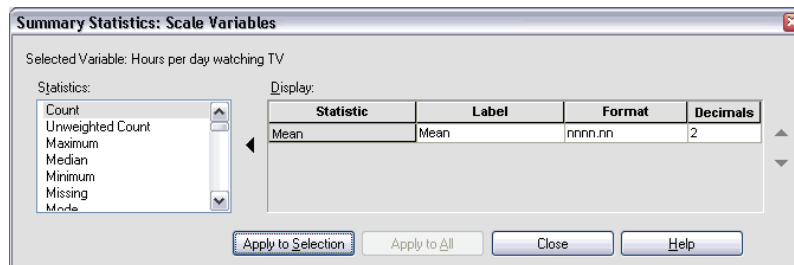 Summary Statistics: Scale Variables
Selected Variable: Hours per day watching TV
Statistics:
Display:
Count
Unweighted Count
Maximum
Median
Minimum
Missing
Mode
Statistic Label Format Decimals
Mean Mean nnnn.nn 2
Apply to Selection Apply to All Close Help